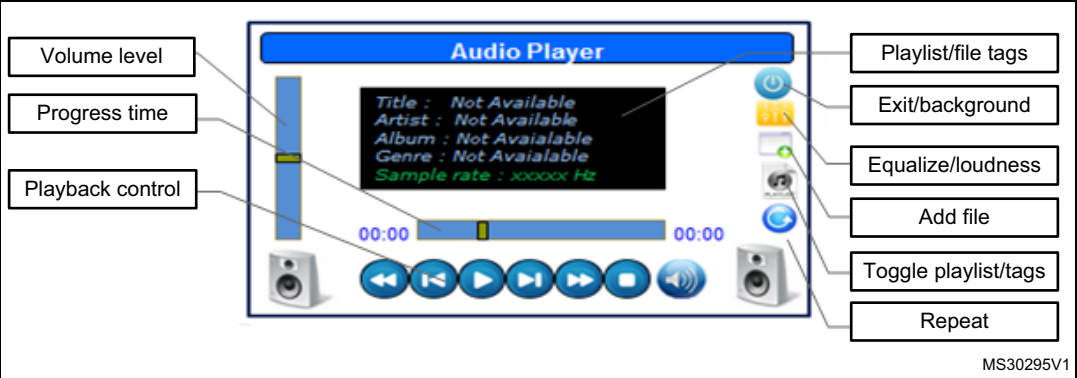 Audio Player
Volume level
Progress time
Playback control
Title : Not Available
Artist : Not Available
Album : Not Avaialable
Genre : Not Avaialable
Sample rate : xxxxx Hz
00:00
00:00
Playlist/file tags
Exit/background
Equalize/loudness
Add file
Toggle playlist/tags
Repeat
MS30295V1